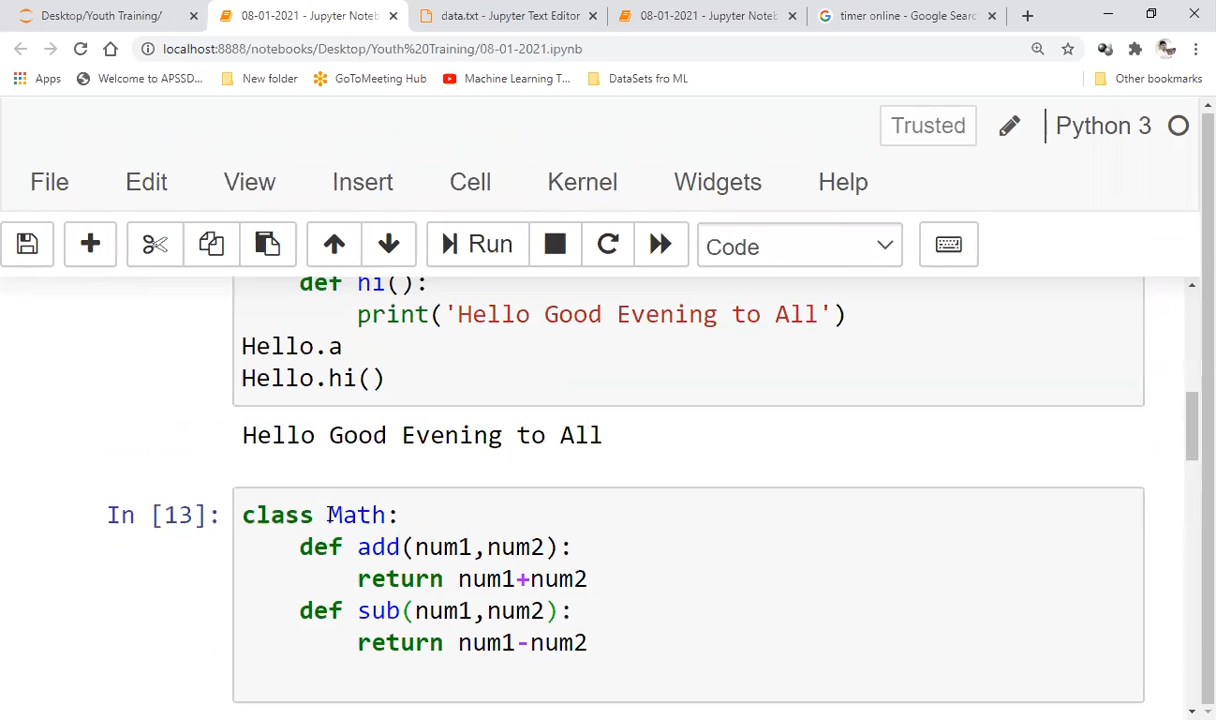 Desktop/Youth Training/
08-01-2021 - Jupyter Noteb
data.txt - Jupyter Text Editor
08-01-2021 - Jupyter Noteb
timer online - Google Searc
localhost:8888/notebooks/Desktop/Youth%20Training/08-01-2021.ipynb
Apps
Welcome to APSSD...
New folder
GoToMeeting Hub
Machine Learning T...
DataSets fro ML
Other bookmarks
Trusted
Python 3
File
Edit
View
Insert
Cell
Kernel
Widgets
Help
Run
Code
def hi():
print('Hello Good Evening to All')
Hello.a
Hello.hi()
Hello Good Evening to All
In [13]:
class Math:
def add(num1,num2):
return num1+num2
def sub(num1,num2):
return num1-num2